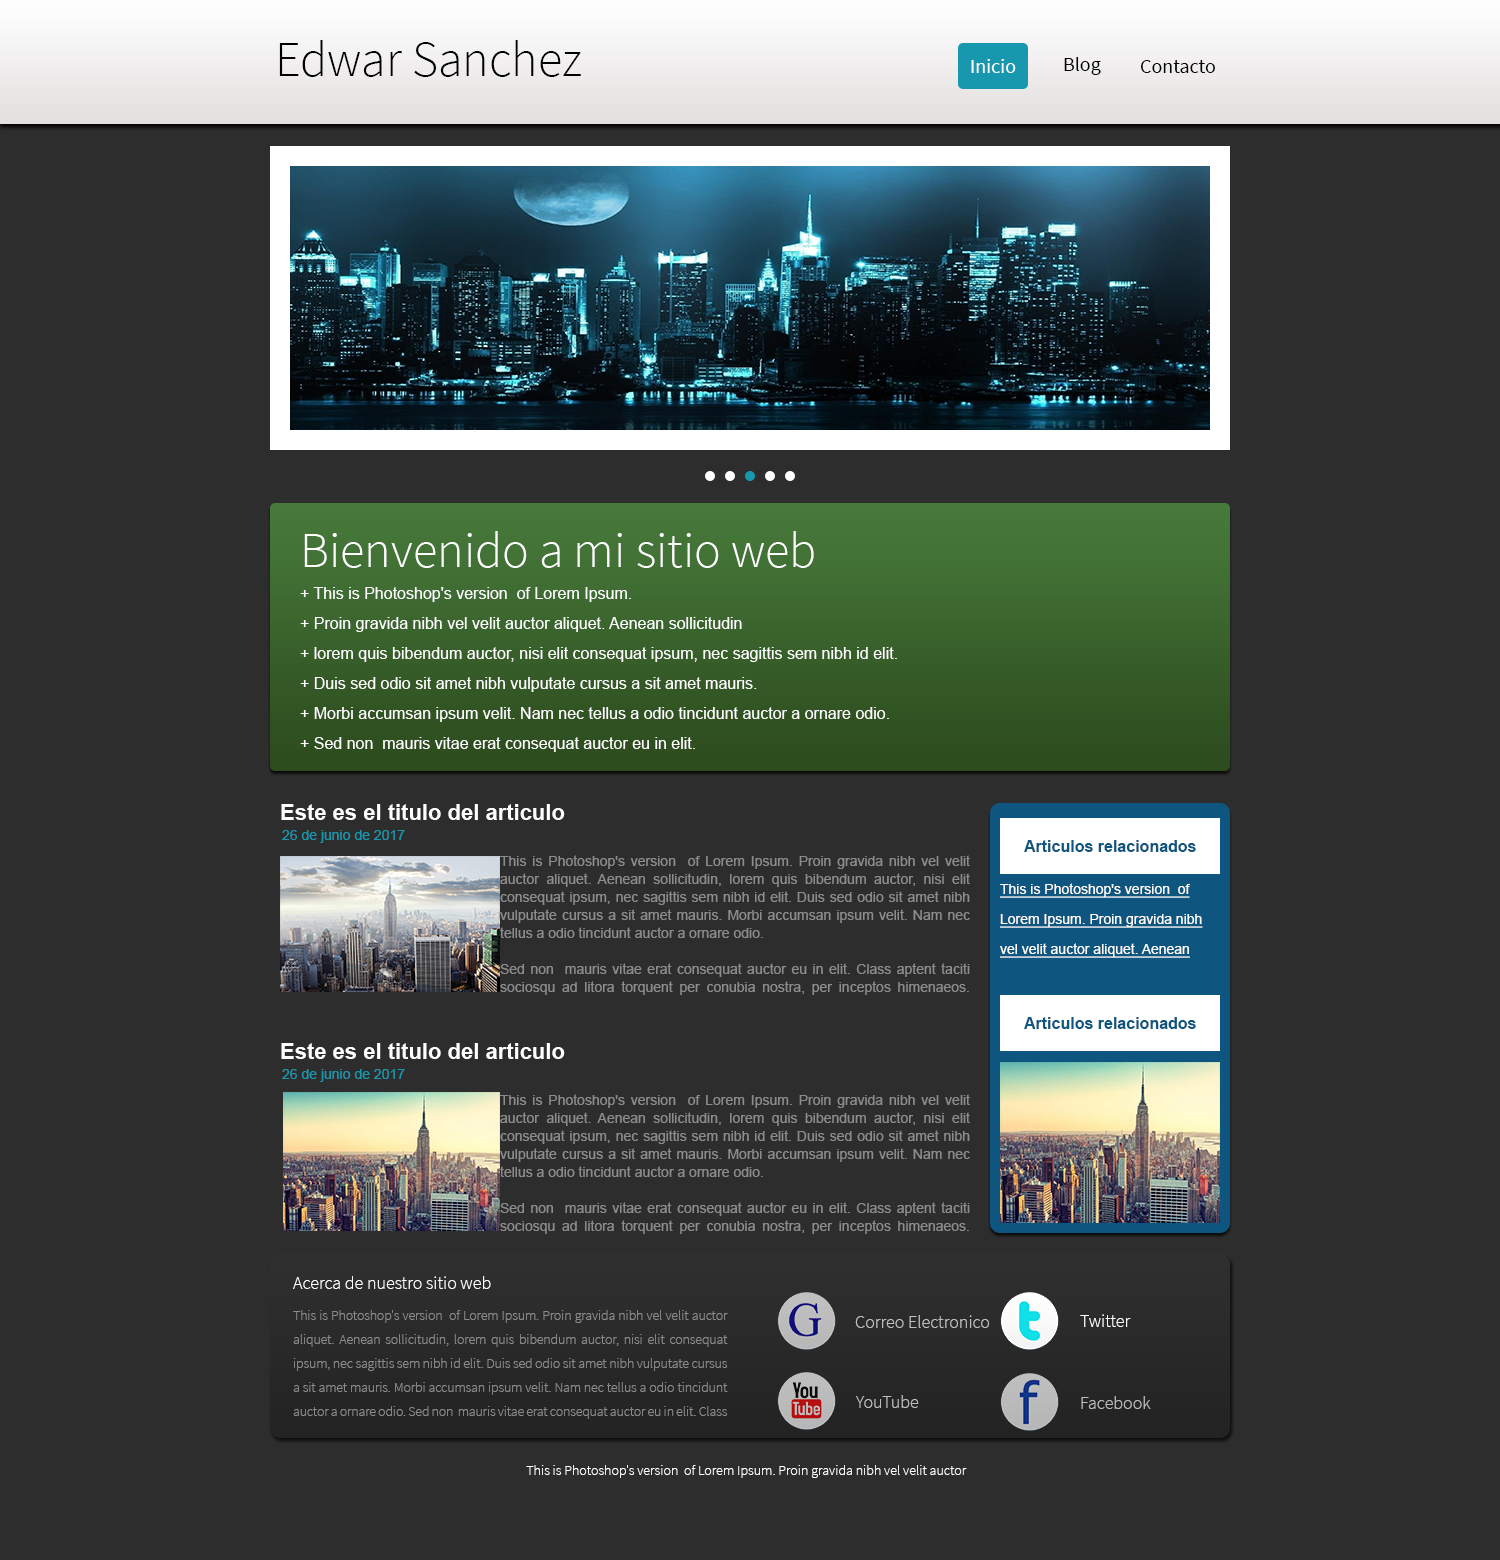 Edwar Sanchez
Inicio
Blog
Contacto
Bienvenido a mi sitio web
+ This is Photoshop's version  of Lorem Ipsum.
+ Proin gravida nibh vel velit auctor aliquet. Aenean sollicitudin
+ lorem quis bibendum auctor, nisi elit consequat ipsum, nec sagittis sem nibh id elit.
+ Duis sed odio sit amet nibh vulputate cursus a sit amet mauris.
+ Morbi accumsan ipsum velit. Nam nec tellus a odio tincidunt auctor a ornare odio.
+ Sed non  mauris vitae erat consequat auctor eu in elit.
Este es el titulo del articulo
26 de junio de 2017
This is Photoshop's version  of Lorem Ipsum. Proin gravida nibh vel velit
auctor aliquet. Aenean sollicitudin, lorem quis bibendum auctor, nisi elit
consequat ipsum, nec sagittis sem nibh id elit. Duis sed odio sit amet nibh
vulputate cursus a sit amet mauris. Morbi accumsan ipsum velit. Nam nec
tellus a odio tincidunt auctor a ornare odio.
Sed non  mauris vitae erat consequat auctor eu in elit. Class aptent taciti
sociosqu ad litora torquent per conubia nostra, per inceptos himenaeos.
Este es el titulo del articulo
26 de junio de 2017
This is Photoshop's version  of Lorem Ipsum. Proin gravida nibh vel velit
auctor aliquet. Aenean sollicitudin, lorem quis bibendum auctor, nisi elit
consequat ipsum, nec sagittis sem nibh id elit. Duis sed odio sit amet nibh
vulputate cursus a sit amet mauris. Morbi accumsan ipsum velit. Nam nec
tellus a odio tincidunt auctor a ornare odio.
Sed non  mauris vitae erat consequat auctor eu in elit. Class aptent taciti
sociosqu ad litora torquent per conubia nostra, per inceptos himenaeos.
Articulos relacionados
This is Photoshop's version  of
Lorem Ipsum. Proin gravida nibh
vel velit auctor aliquet. Aenean
Articulos relacionados
Acerca de nuestro sitio web
This is Photoshop's version  of Lorem Ipsum. Proin gravida nibh vel velit auctor
aliquet. Aenean sollicitudin, lorem quis bibendum auctor, nisi elit consequat
ipsum, nec sagittis sem nibh id elit. Duis sed odio sit amet nibh vulputate cursus
a sit amet mauris. Morbi accumsan ipsum velit. Nam nec tellus a odio tincidunt
auctor a ornare odio. Sed non  mauris vitae erat consequat auctor eu in elit. Class
G
Correo Electronico
t
Twitter
You
Tube
YouTube
f
Facebook
This is Photoshop's version  of Lorem Ipsum. Proin gravida nibh vel velit auctor